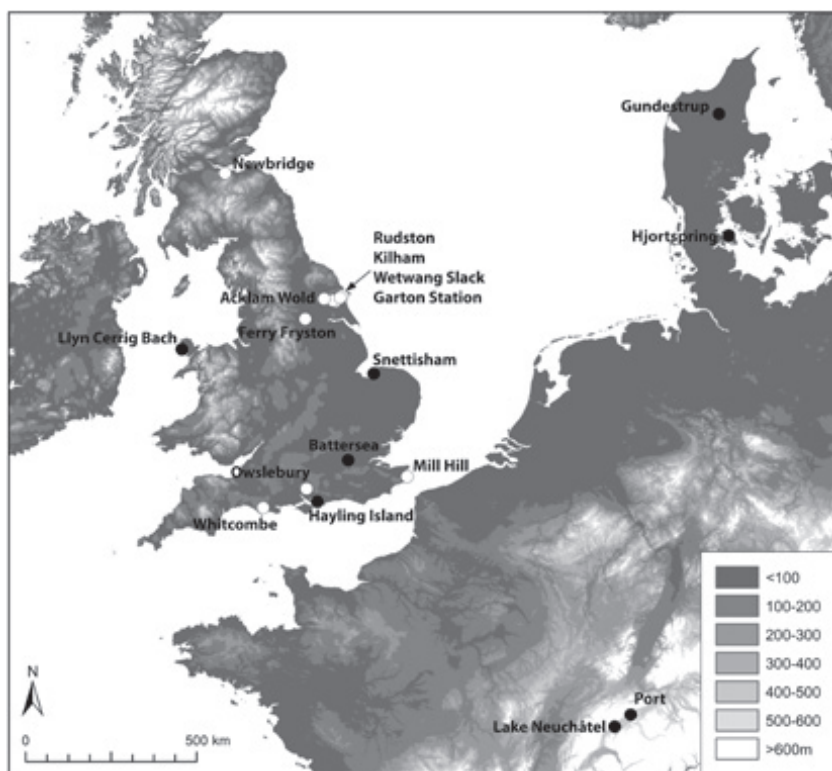 Gundestrup
Newbridge
Hjortspring
Rudston
Kilham
Wetwang Slack
Garton Station
Acklam Wold
Ferry Fryston
Llyn Cerrig Bach
Snettisham
Battersea
Mill Hill
Owslebury
Whitcombe
Hayling Island
<100
100-200
200-300
300-400
400-500
500-600
>600m
N
0
500 km
Port
Lake Neuchâtel